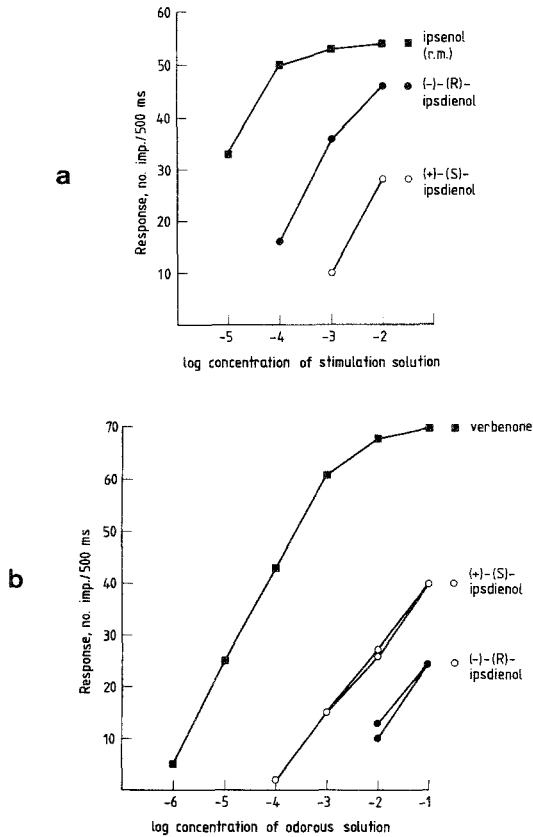 a
Response, no. imp./500 ms
60
50
40
30
20
10
-5 -4 -3 -2
log concentration of stimulation solution
ipsenol
(r.m.)
(-)-(R)-
ipsdienol
(+)-(S)-
ipsdienol
b
Response, no. imp./500 ms
70
60
50
40
30
20
10
-6 -5 -4 -3 -2 -1
log concentration of odorous solution
verbenone
(+)-(S)-
ipsdienol
(-)-(R)-
ipsdienol